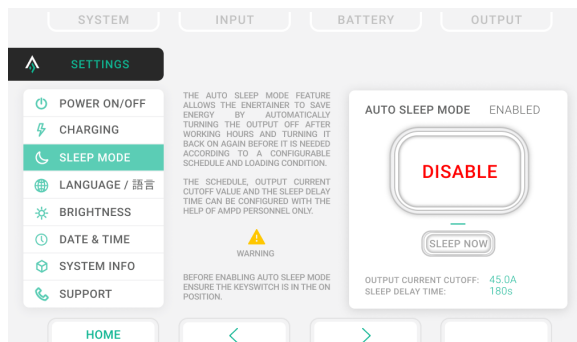 SYSTEM
INPUT
BATTERY
OUTPUT
SETTINGS
POWER ON/OFF
CHARGING
SLEEP MODE
LANGUAGE / 語言
BRIGHTNESS
DATE & TIME
SYSTEM INFO
SUPPORT
THE AUTO SLEEP MODE FEATURE
ALLOWS THE ENERTAINER TO SAVE
ENERGY BY AUTOMATICALLY
TURNING THE OUTPUT OFF AFTER
WORKING HOURS AND TURNING IT
BACK ON AGAIN BEFORE IT IS NEEDED
ACCORDING TO A CONFIGURABLE
SCHEDULE AND LOADING CONDITION.
THE SCHEDULE, OUTPUT CURRENT
CUTOFF VALUE AND THE SLEEP DELAY
TIME CAN BE CONFIGURED WITH THE
HELP OF AMPD PERSONNEL ONLY.
WARNING
BEFORE ENABLING AUTO SLEEP MODE
ENSURE THE KEYSWITCH IS IN THE ON
POSITION.
AUTO SLEEP MODE ENABLED
DISABLE
SLEEP NOW
OUTPUT CURRENT CUTOFF: 45.0A
SLEEP DELAY TIME: 180s
HOME